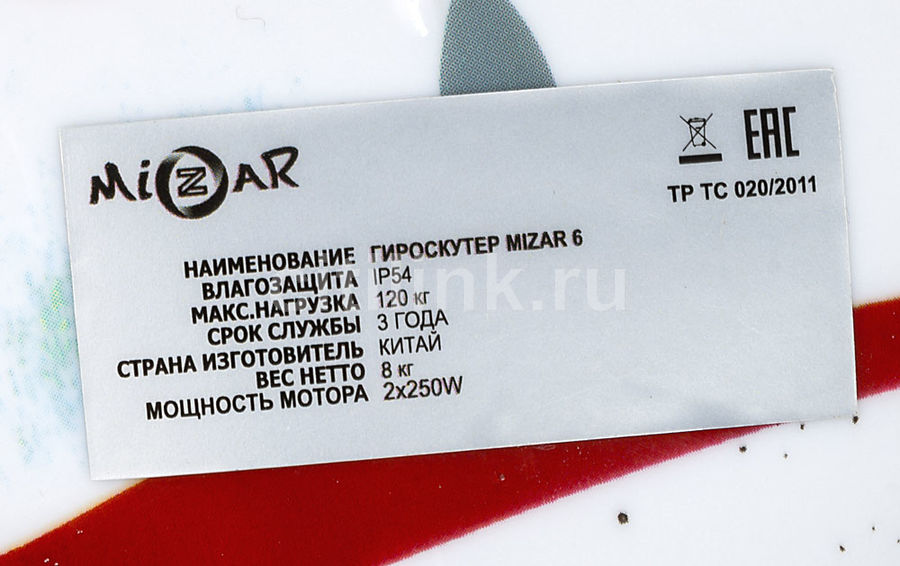 MiZAR
EAC
ТР ТС 020/2011
НАИМЕНОВАНИЕ ГИРОСКУТЕР MIZAR 6
ВЛАГОЗАЩИТА IP54
МАКС.НАГРУЗКА 120 кг
СРОК СЛУЖБЫ 3 ГОДА
СТРАНА ИЗГОТОВИТЕЛЬ КИТАЙ
ВЕС НЕТТО 8 кг
МОЩНОСТЬ МОТОРА 2x250W